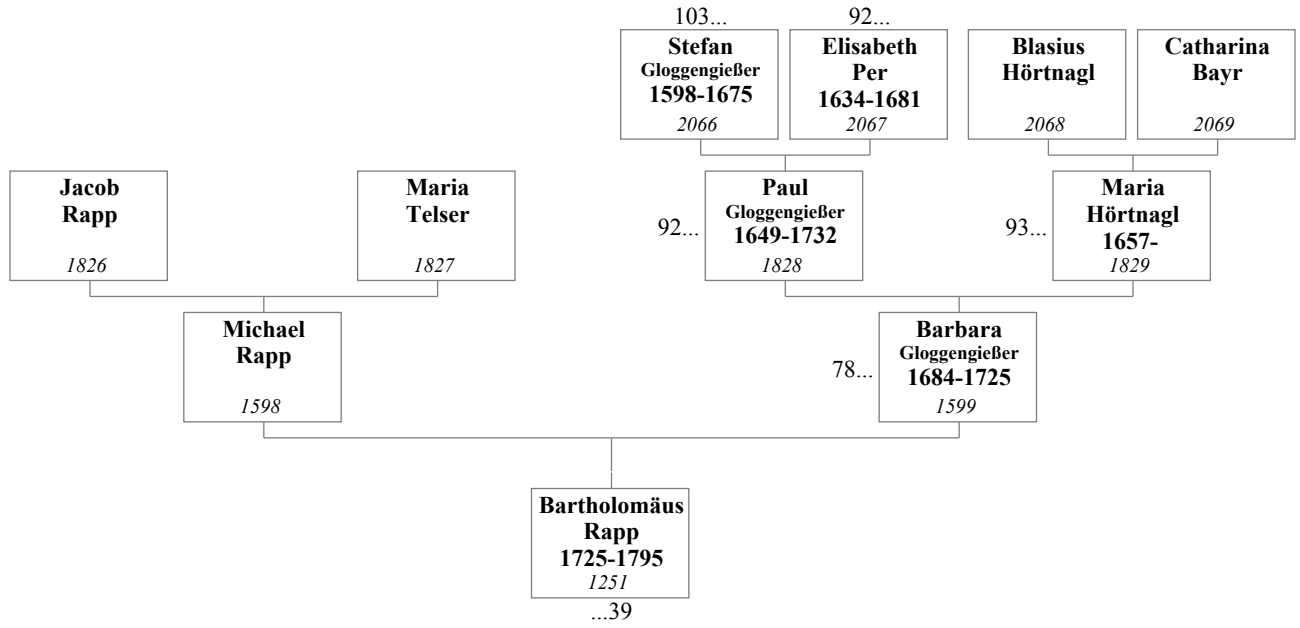 103...
92...
Stefan
Gloggengießer
1598-1675
2066
Elisabeth
Per
1634-1681
2067
Blasius
Hörtnagl
2068
Catharina
Bayr
2069
Jacob
Rapp
1826
Maria
Telser
1827
92...
Paul
Gloggengießer
1649-1732
1828
93...
Maria
Hörtnagl
1657-
1829
Michael
Rapp
1598
78...
Barbara
Gloggengießer
1684-1725
1599
Bartholomäus
Rapp
1725-1795
1251
...39